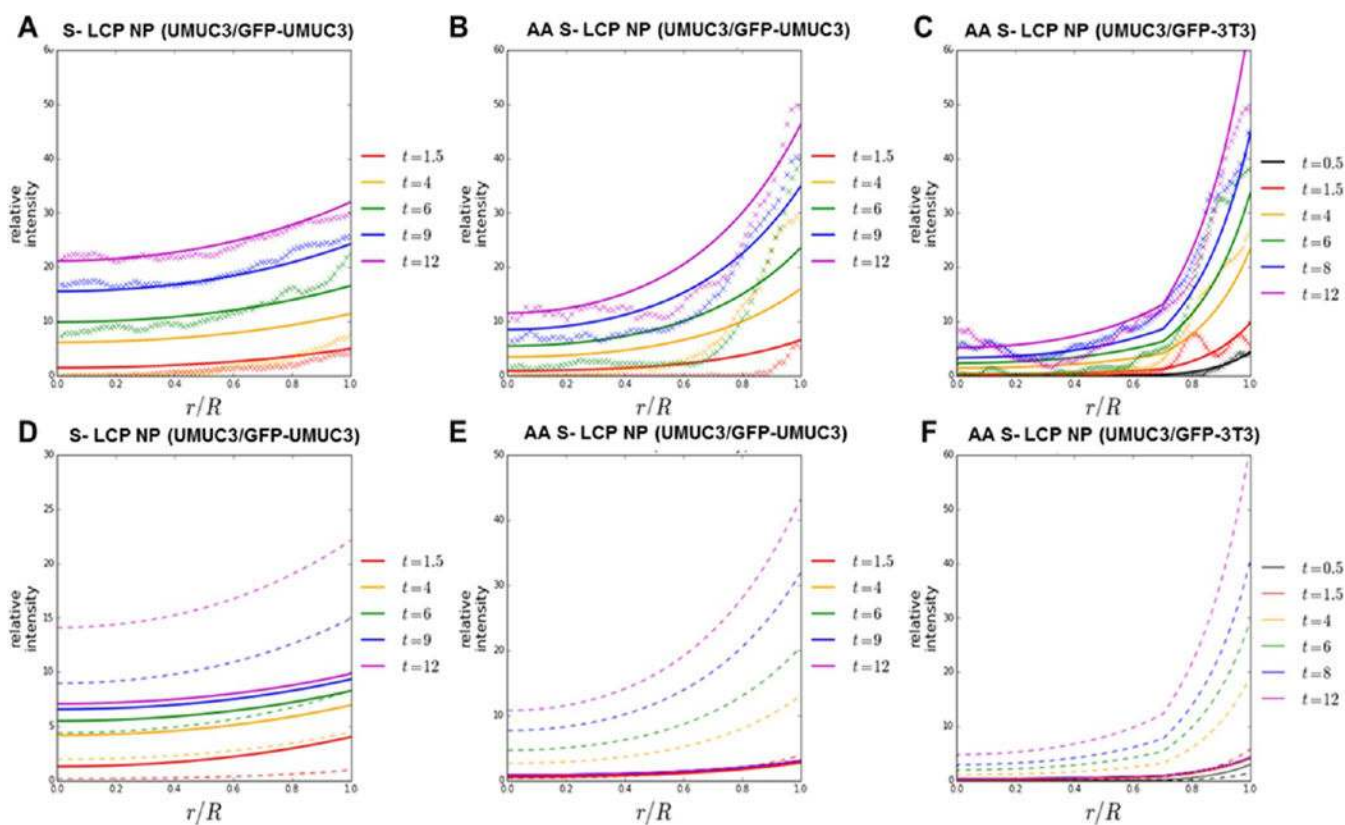 A S- LCP NP (UMUC3/GFP-UMUC3)
60
50
40
30
20
10
0
0.0 0.2 0.4 0.6 0.8 1.0
relative
intensity
r/R
t=1.5
t=4
t=6
t=9
t=12
B AA S- LCP NP (UMUC3/GFP-UMUC3)
60
50
40
30
20
10
0
0.0 0.2 0.4 0.6 0.8 1.0
relative
intensity
r/R
t=1.5
t=4
t=6
t=9
t=12
C AA S- LCP NP (UMUC3/GFP-3T3)
60
50
40
30
20
10
0
0.0 0.2 0.4 0.6 0.8 1.0
relative
intensity
r/R
t=0.5
t=1.5
t=4
t=6
t=8
t=12
D S- LCP NP (UMUC3/GFP-UMUC3)
30
25
20
15
10
5
0
0.0 0.2 0.4 0.6 0.8 1.0
relative
intensity
r/R
t=1.5
t=4
t=6
t=9
t=12
E AA S- LCP NP (UMUC3/GFP-UMUC3)
50
40
30
20
10
0
0.0 0.2 0.4 0.6 0.8 1.0
relative
intensity
r/R
t=1.5
t=4
t=6
t=9
t=12
F AA S- LCP NP (UMUC3/GFP-3T3)
60
50
40
30
20
10
0
0.0 0.2 0.4 0.6 0.8 1.0
relative
intensity
r/R
t=0.5
t=1.5
t=4
t=6
t=8
t=12